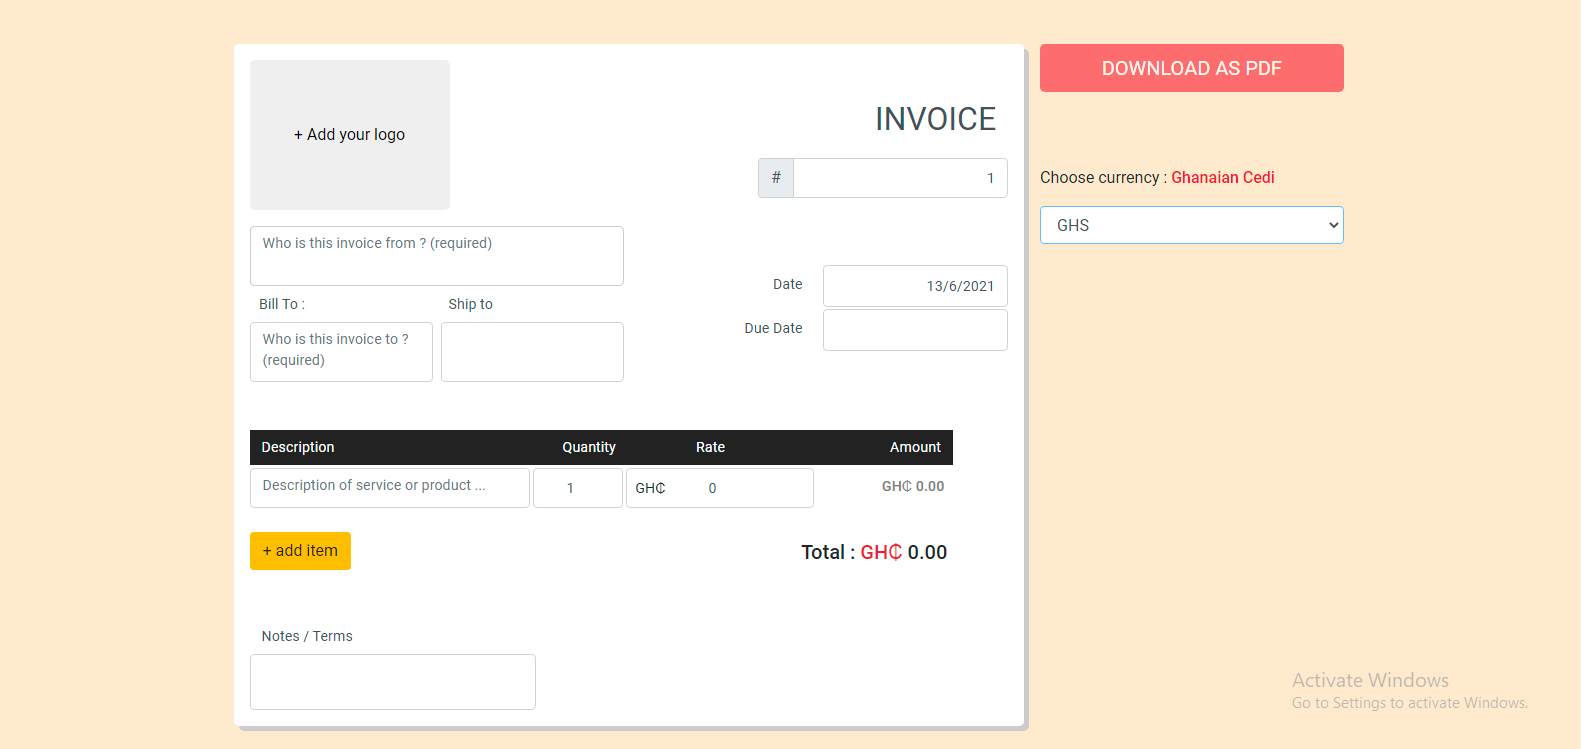 + Add your logo
INVOICE
# 1
Who is this invoice from ? (required)
Bill To :
Ship to
Who is this invoice to ?
(required)
Date 13/6/2021
Due Date
Description Quantity Rate Amount
Description of service or product ... 1 GH₵ 0 GH₵ 0.00
+ add item
Total : GH₵ 0.00
Notes / Terms
DOWNLOAD AS PDF
Choose currency : Ghanaian Cedi
GHS
Activate Windows
Go to Settings to activate Windows.